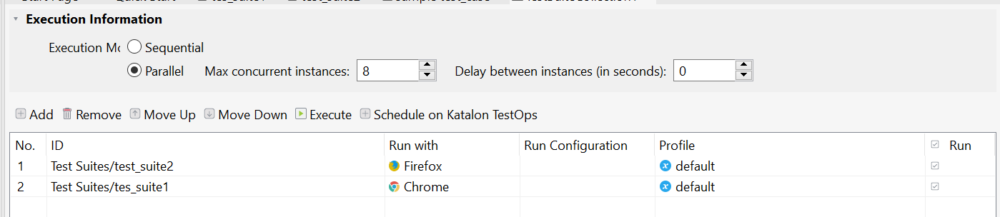 Execution Information
Execution Mo
Sequential
Parallel Max concurrent instances: 8 Delay between instances (in seconds): 0
Add Remove Move Up Move Down Execute Schedule on Katalon TestOps
No. ID Run with Run Configuration Profile Run
1 Test Suites/test_suite2 Firefox default
2 Test Suites/tes_suite1 Chrome default